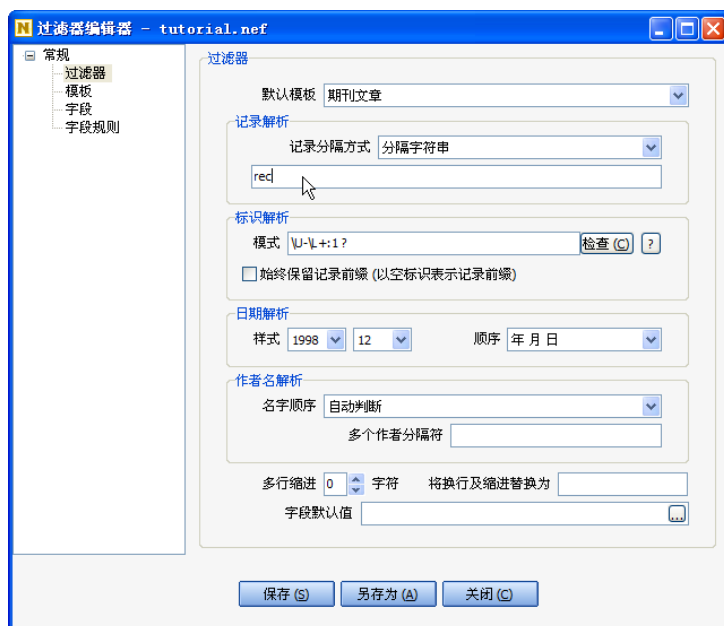 过滤器编辑器 - tutorial.nef
常规
过滤器
模板
字段
字段规则
过滤器
默认模板 期刊文章
记录解析
记录分隔方式 分隔字符串
rec
标识解析
模式 \U-\L+:1 ? 检查(C) ?
始终保留记录前缀 (以空标识表示记录前缀)
日期解析
样式 1998 12 顺序 年 月 日
作者名解析
名字顺序 自动判断
多个作者分隔符
多行缩进 0 字符 将换行及缩进替换为
字段默认值 ...
保存(S) 另存为(A) 关闭(C)